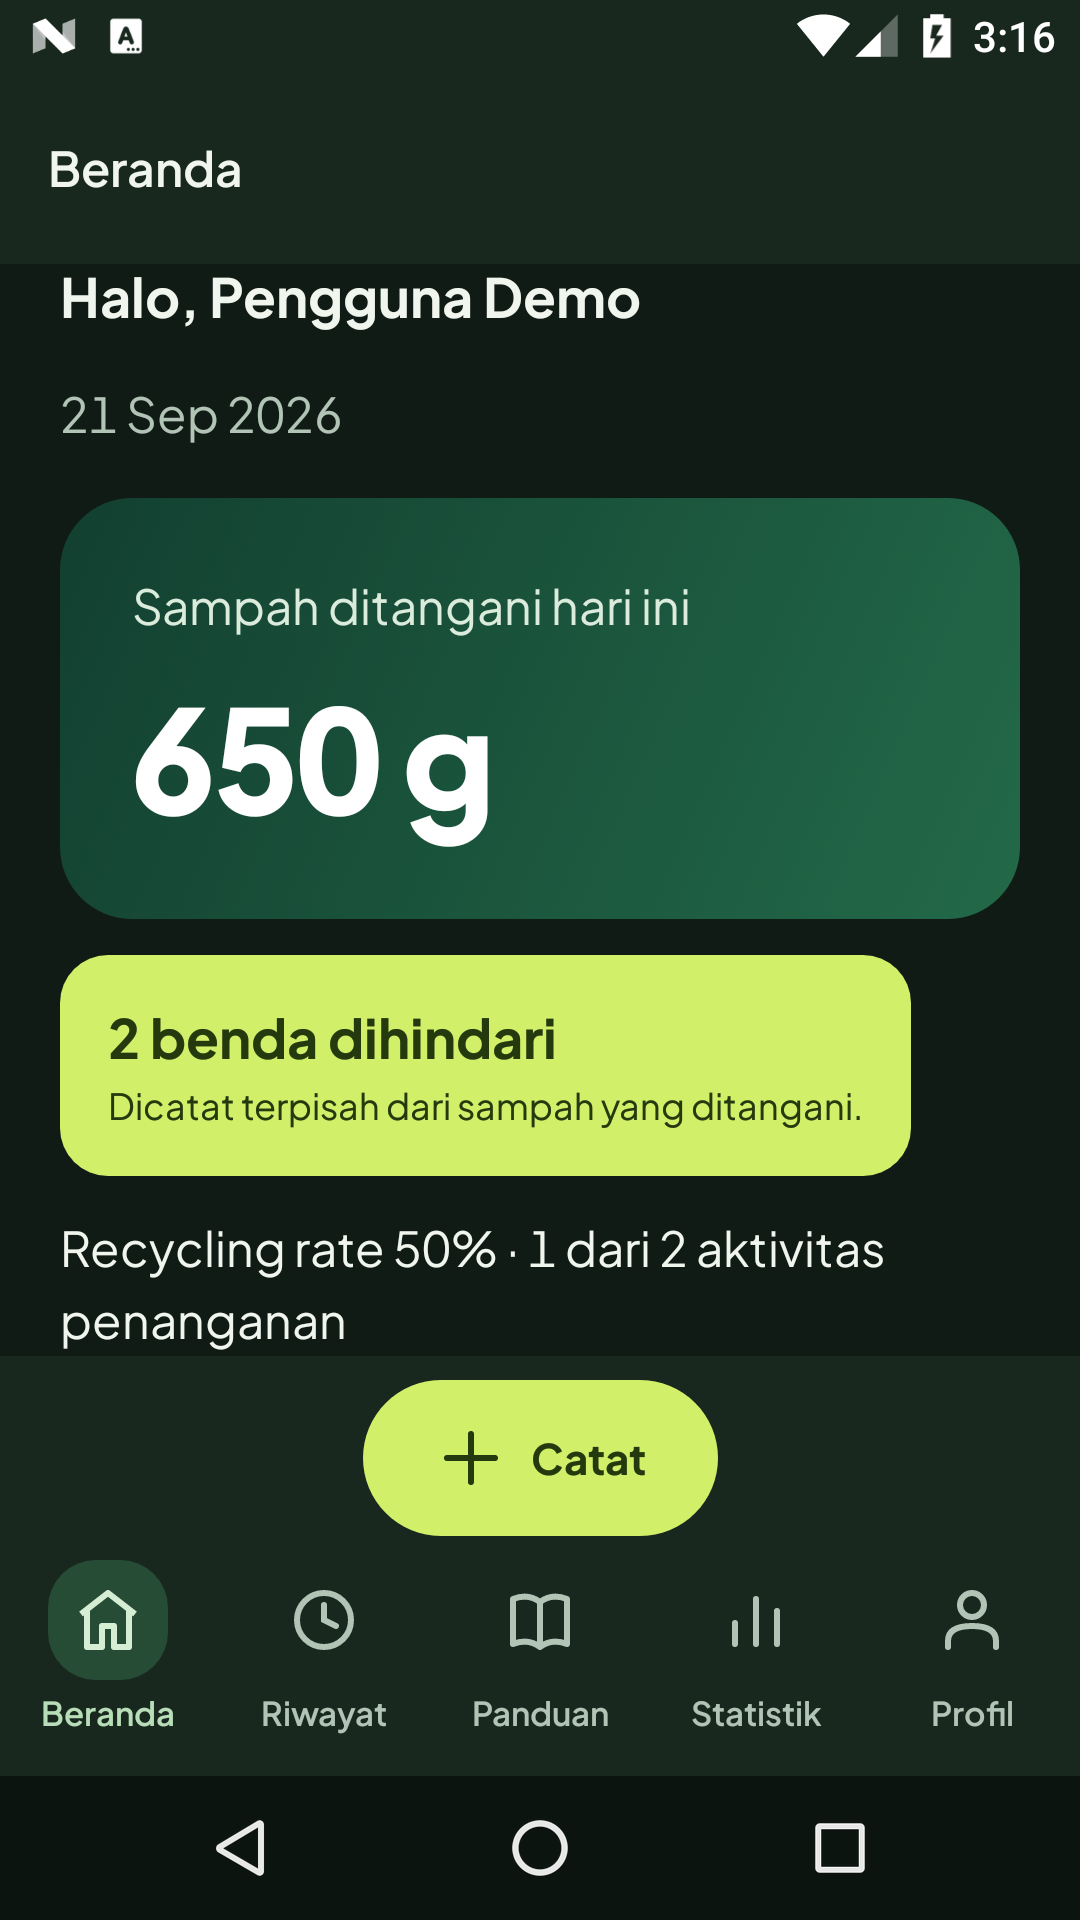 3:16
Beranda
Halo, Pengguna Demo
21 Sep 2026
Sampah ditangani hari ini
650 g
2 benda dihindari
Dicatat terpisah dari sampah yang ditangani.
Recycling rate 50% · 1 dari 2 aktivitas
penanganan
Catat
Beranda Riwayat Panduan Statistik Profil